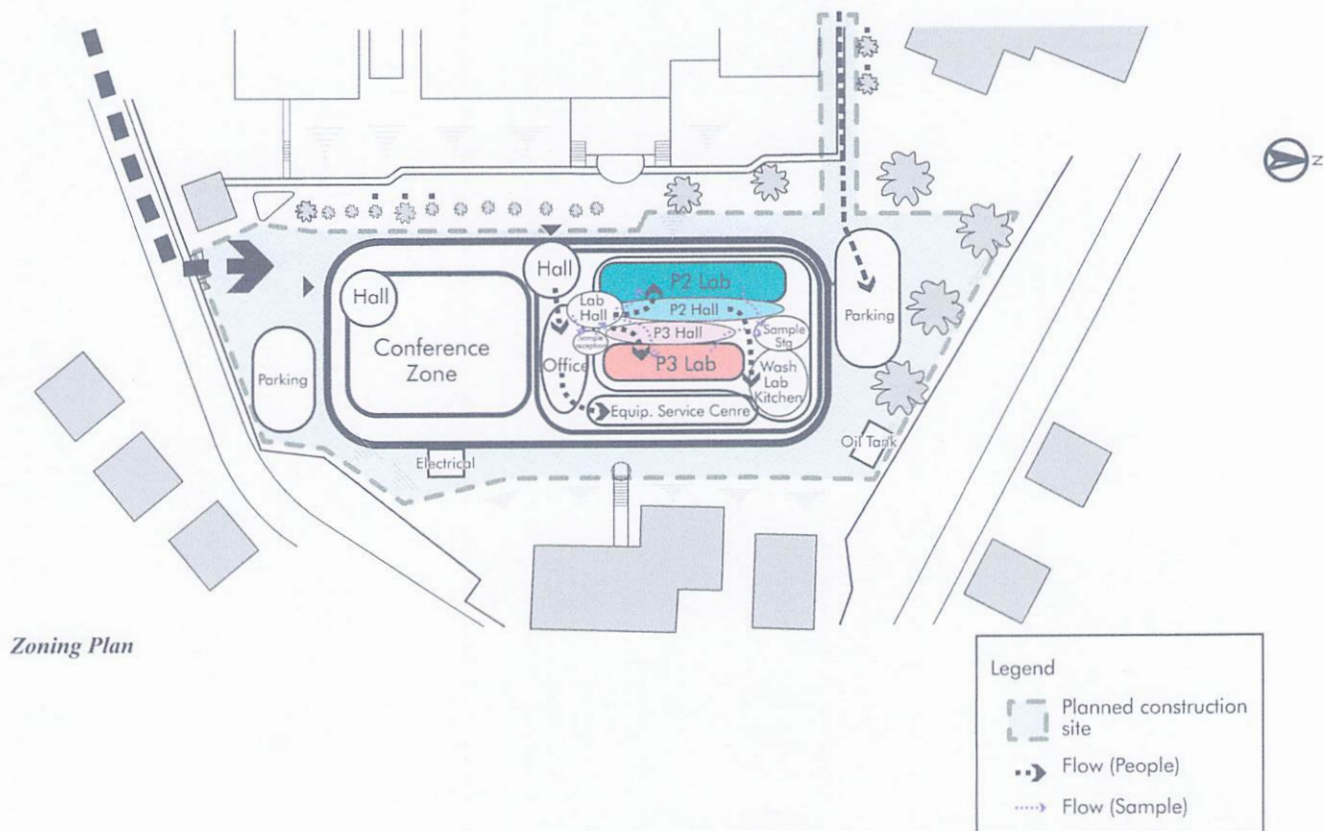 N
Hall
Hall
P2 Lab
Lab
Hall
P2 Hall
P3 Hall
Sample
reception
Sample
Stg
Office
P3 Lab
Wash
Lab
Kitchen
Equip. Service Cenre
Conference
Zone
Parking
Parking
Electrical
Oil Tank
Zoning Plan
Legend
Planned construction
site
Flow (People)
Flow (Sample)